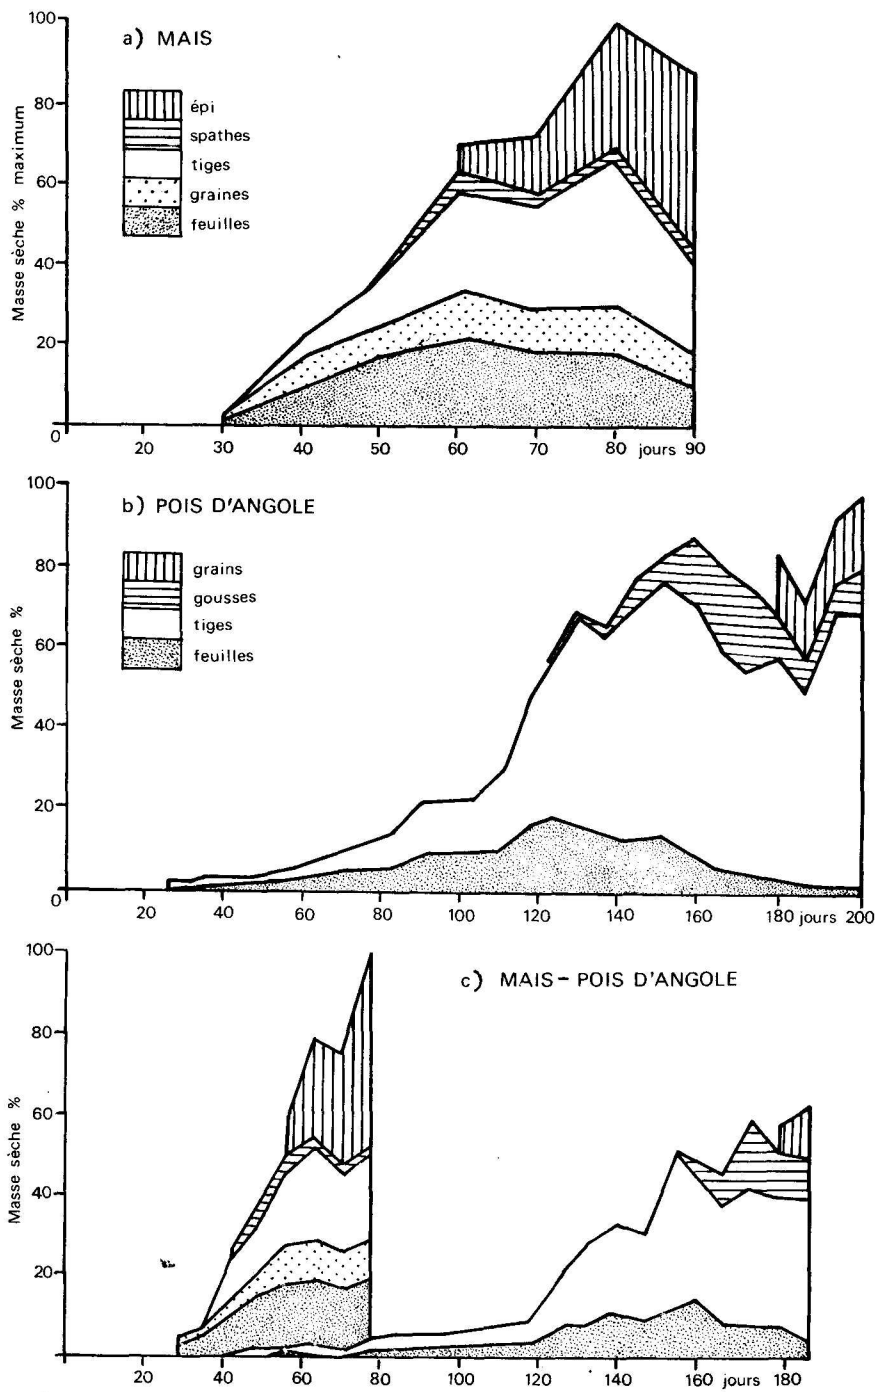 a) MAIS
Masse sèche % maximum
100
80
60
40
20
0
épi
spathes
tiges
graines
feuilles
20 30 40 50 60 70 80 jours 90
b) POIS D'ANGOLE
Masse sèche %
100
80
60
40
20
0
grains
gousses
tiges
feuilles
20 40 60 80 100 120 140 160 180 jours 200
c) MAIS – POIS D'ANGOLE
Masse sèche %
100
80
60
40
20
20 40 60 80 100 120 140 160 jours 180